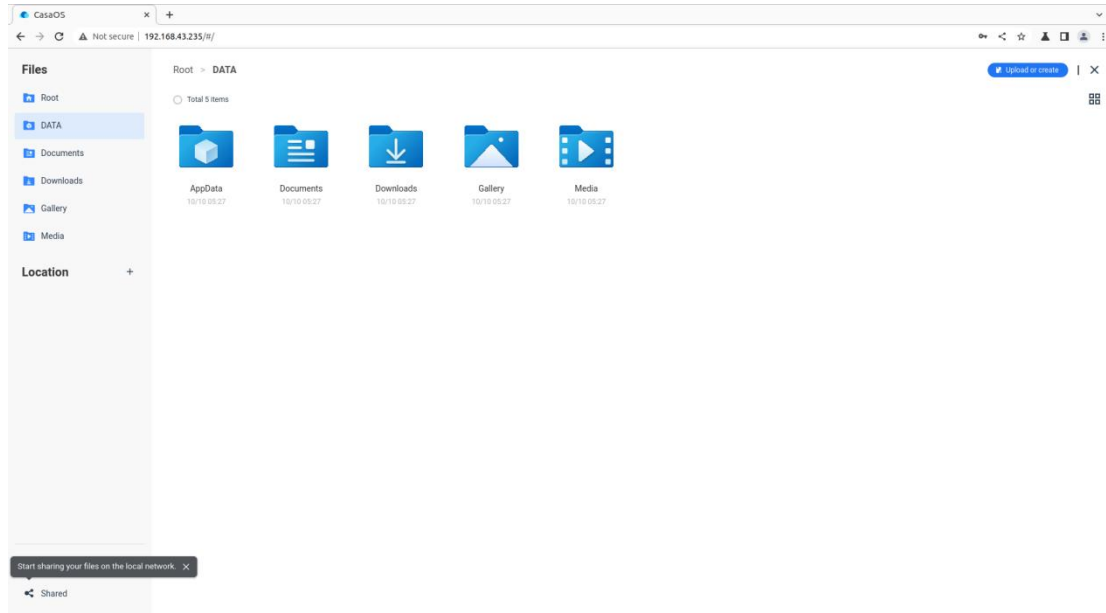 CasaOS
Not secure | 192.168.43.235/#/
Files
Root > DATA
Upload or create
Root
Total 5 items
DATA
Documents
Downloads
Gallery
Media
AppData
Documents
Downloads
Gallery
Media
10/10 05:27
10/10 05:27
10/10 05:27
10/10 05:27
10/10 05:27
Location +
Start sharing your files on the local network.
Shared